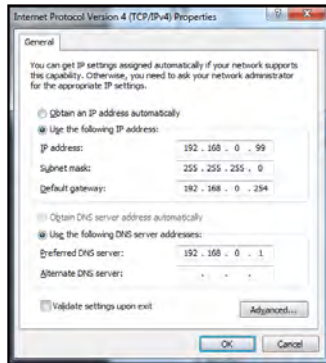 Internet Protocol Version 4 (TCP/IPv4) Properties
General
You can get IP settings assigned automatically if your network supports
this capability. Otherwise, you need to ask your network administrator
for the appropriate IP settings.
Obtain an IP address automatically
Use the following IP address:
IP address: 192 . 168 . 0 . 99
Subnet mask: 255 . 255 . 255 . 0
Default gateway: 192 . 168 . 0 . 254
Obtain DNS server address automatically
Use the following DNS server addresses:
Preferred DNS server: 192 . 168 . 0 . 1
Alternate DNS server: . . .
Validate settings upon exit
Advanced...
OK Cancel